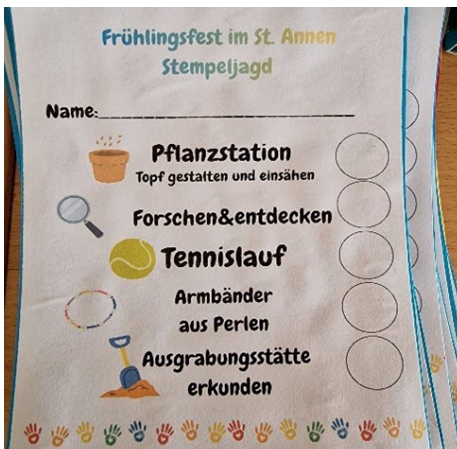 Frühlingsfest im St. Annen
Stempeljagd
Name:
Pflanzstation
Topf gestalten und einsähen
Forschen&entdecken
Tennislauf
Armbänder
aus Perlen
Ausgrabungsstätte
erkunden